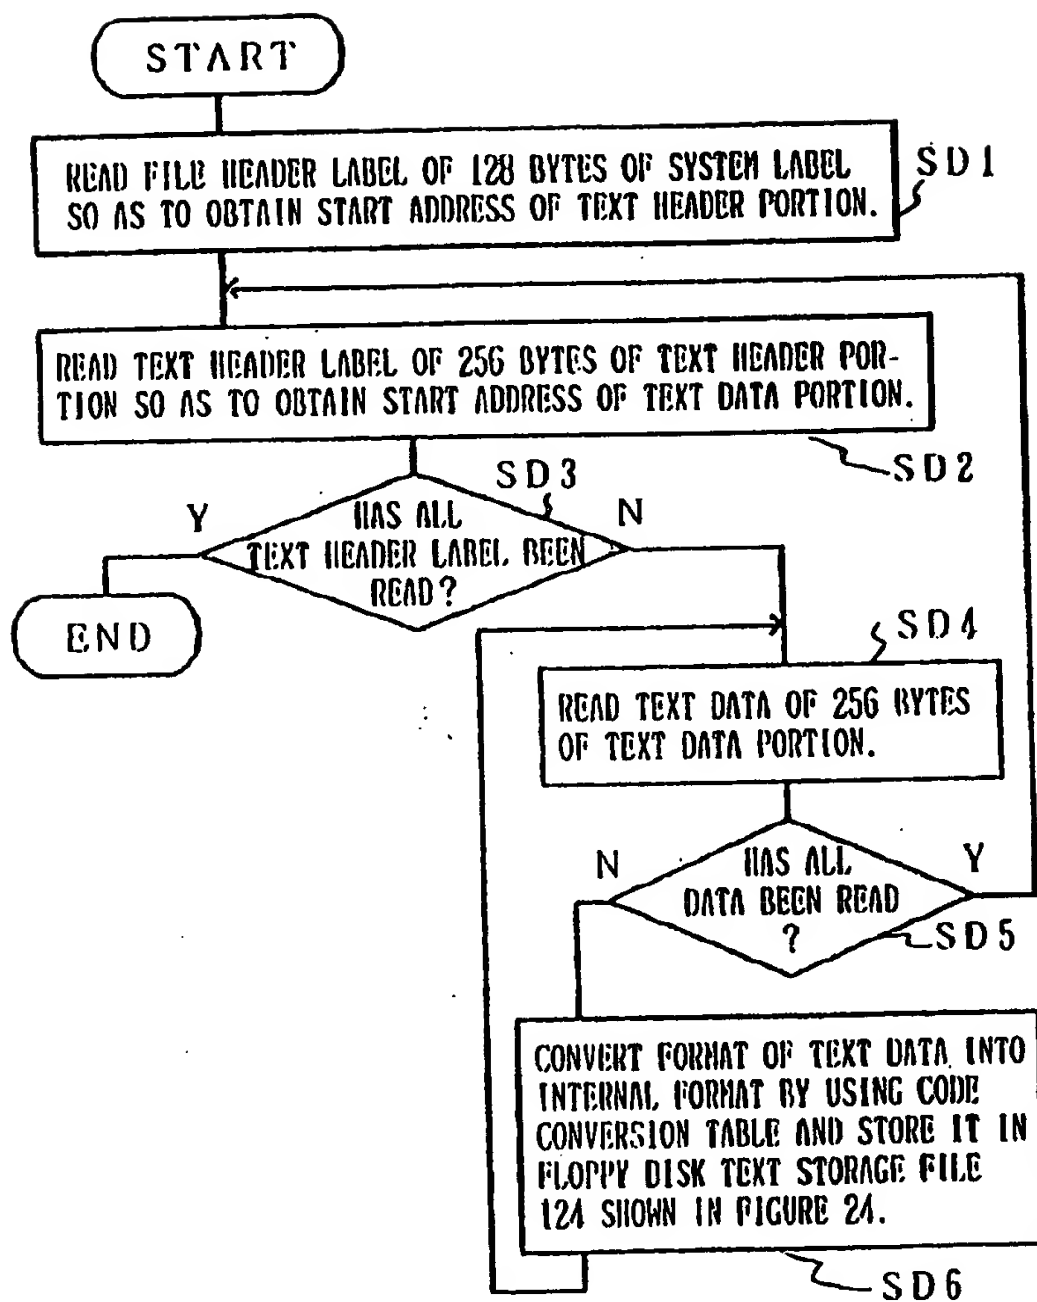 START
READ FILE HEADER LABEL OF 128 BYTES OF SYSTEM LABEL
SO AS TO OBTAIN START ADDRESS OF TEXT HEADER PORTION.
SD1
READ TEXT HEADER LABEL OF 256 BYTES OF TEXT HEADER POR-
TION SO AS TO OBTAIN START ADDRESS OF TEXT DATA PORTION.
SD2
SD3
Y
N
HAS ALL
TEXT HEADER LABEL BEEN
READ?
END
SD4
READ TEXT DATA OF 256 BYTES
OF TEXT DATA PORTION.
N
Y
HAS ALL
DATA BEEN READ
?
SD5
CONVERT FORMAT OF TEXT DATA INTO
INTERNAL FORMAT BY USING CODE
CONVERSION TABLE AND STORE IT IN
FLOPPY DISK TEXT STORAGE FILE
124 SHOWN IN FIGURE 24.
SD6